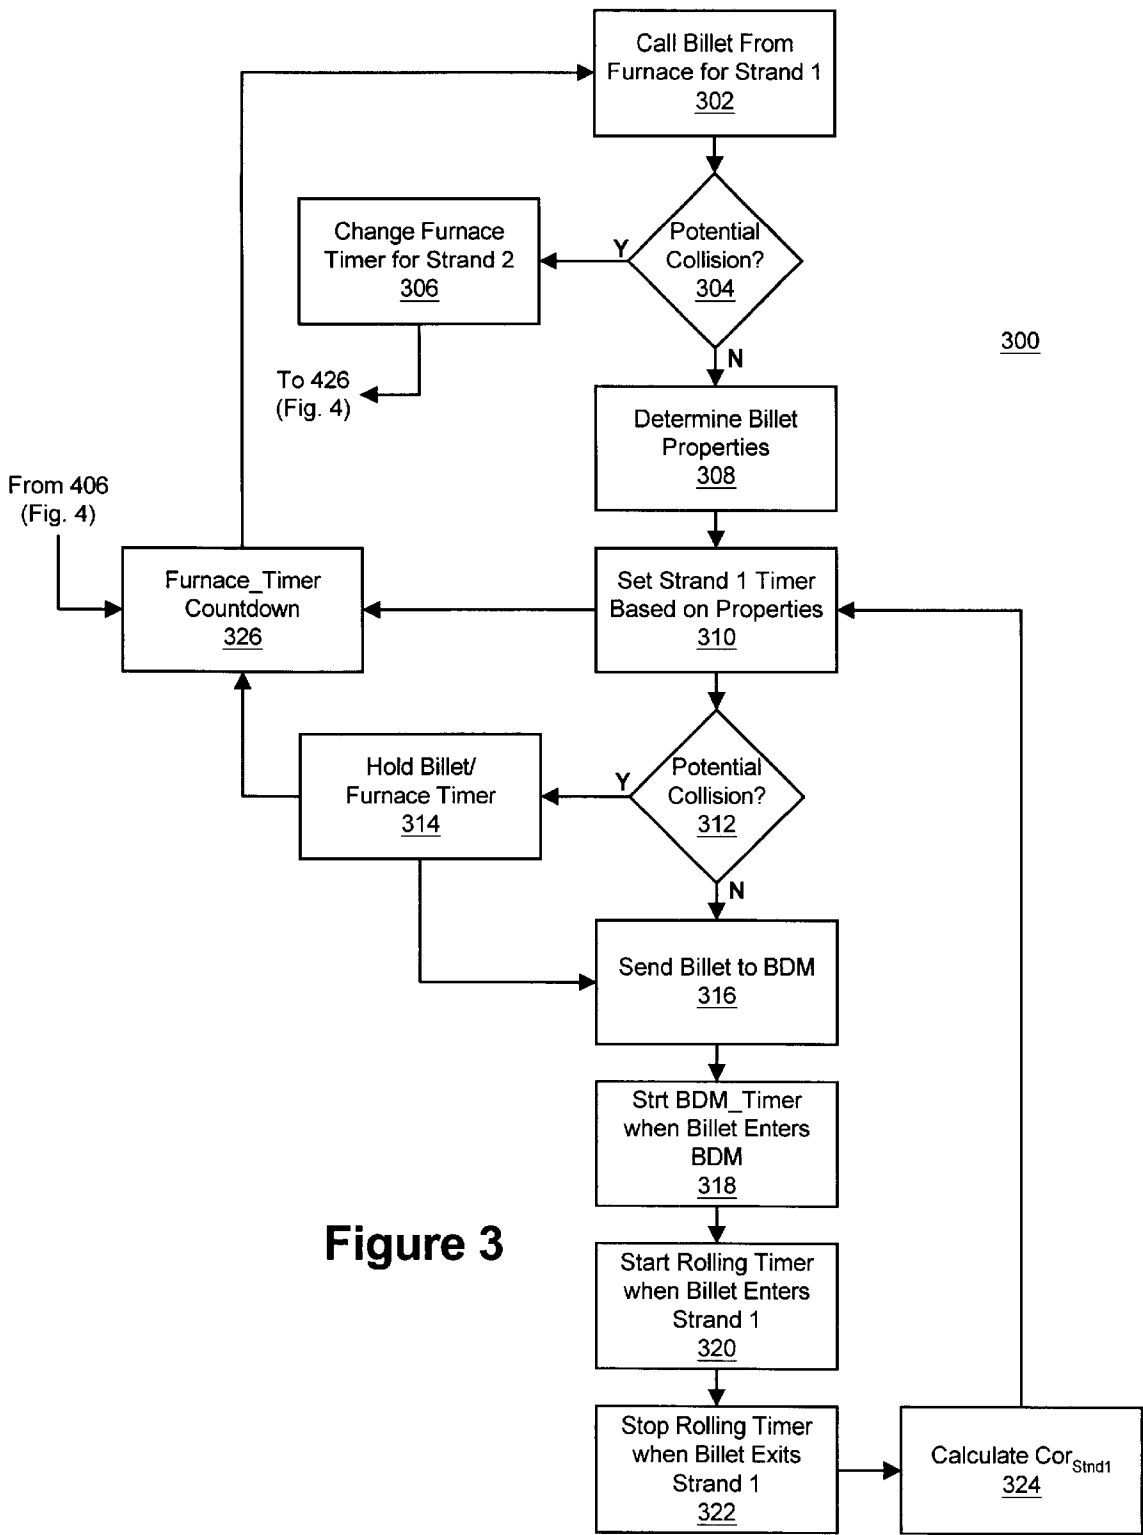 Call Billet From
Furnace for Strand 1
302
Change Furnace
Timer for Strand 2
306
Y
Potential
Collision?
304
N
300
To 426
(Fig. 4)
Determine Billet
Properties
308
From 406
(Fig. 4)
Furnace_Timer
Countdown
326
Set Strand 1 Timer
Based on Properties
310
Hold Billet/
Furnace Timer
314
Y
Potential
Collision?
312
N
Send Billet to BDM
316
Strt BDM_Timer
when Billet Enters
BDM
318
Figure 3
Start Rolling Timer
when Billet Enters
Strand 1
320
Stop Rolling Timer
when Billet Exits
Strand 1
322
Calculate CorStnd1
324